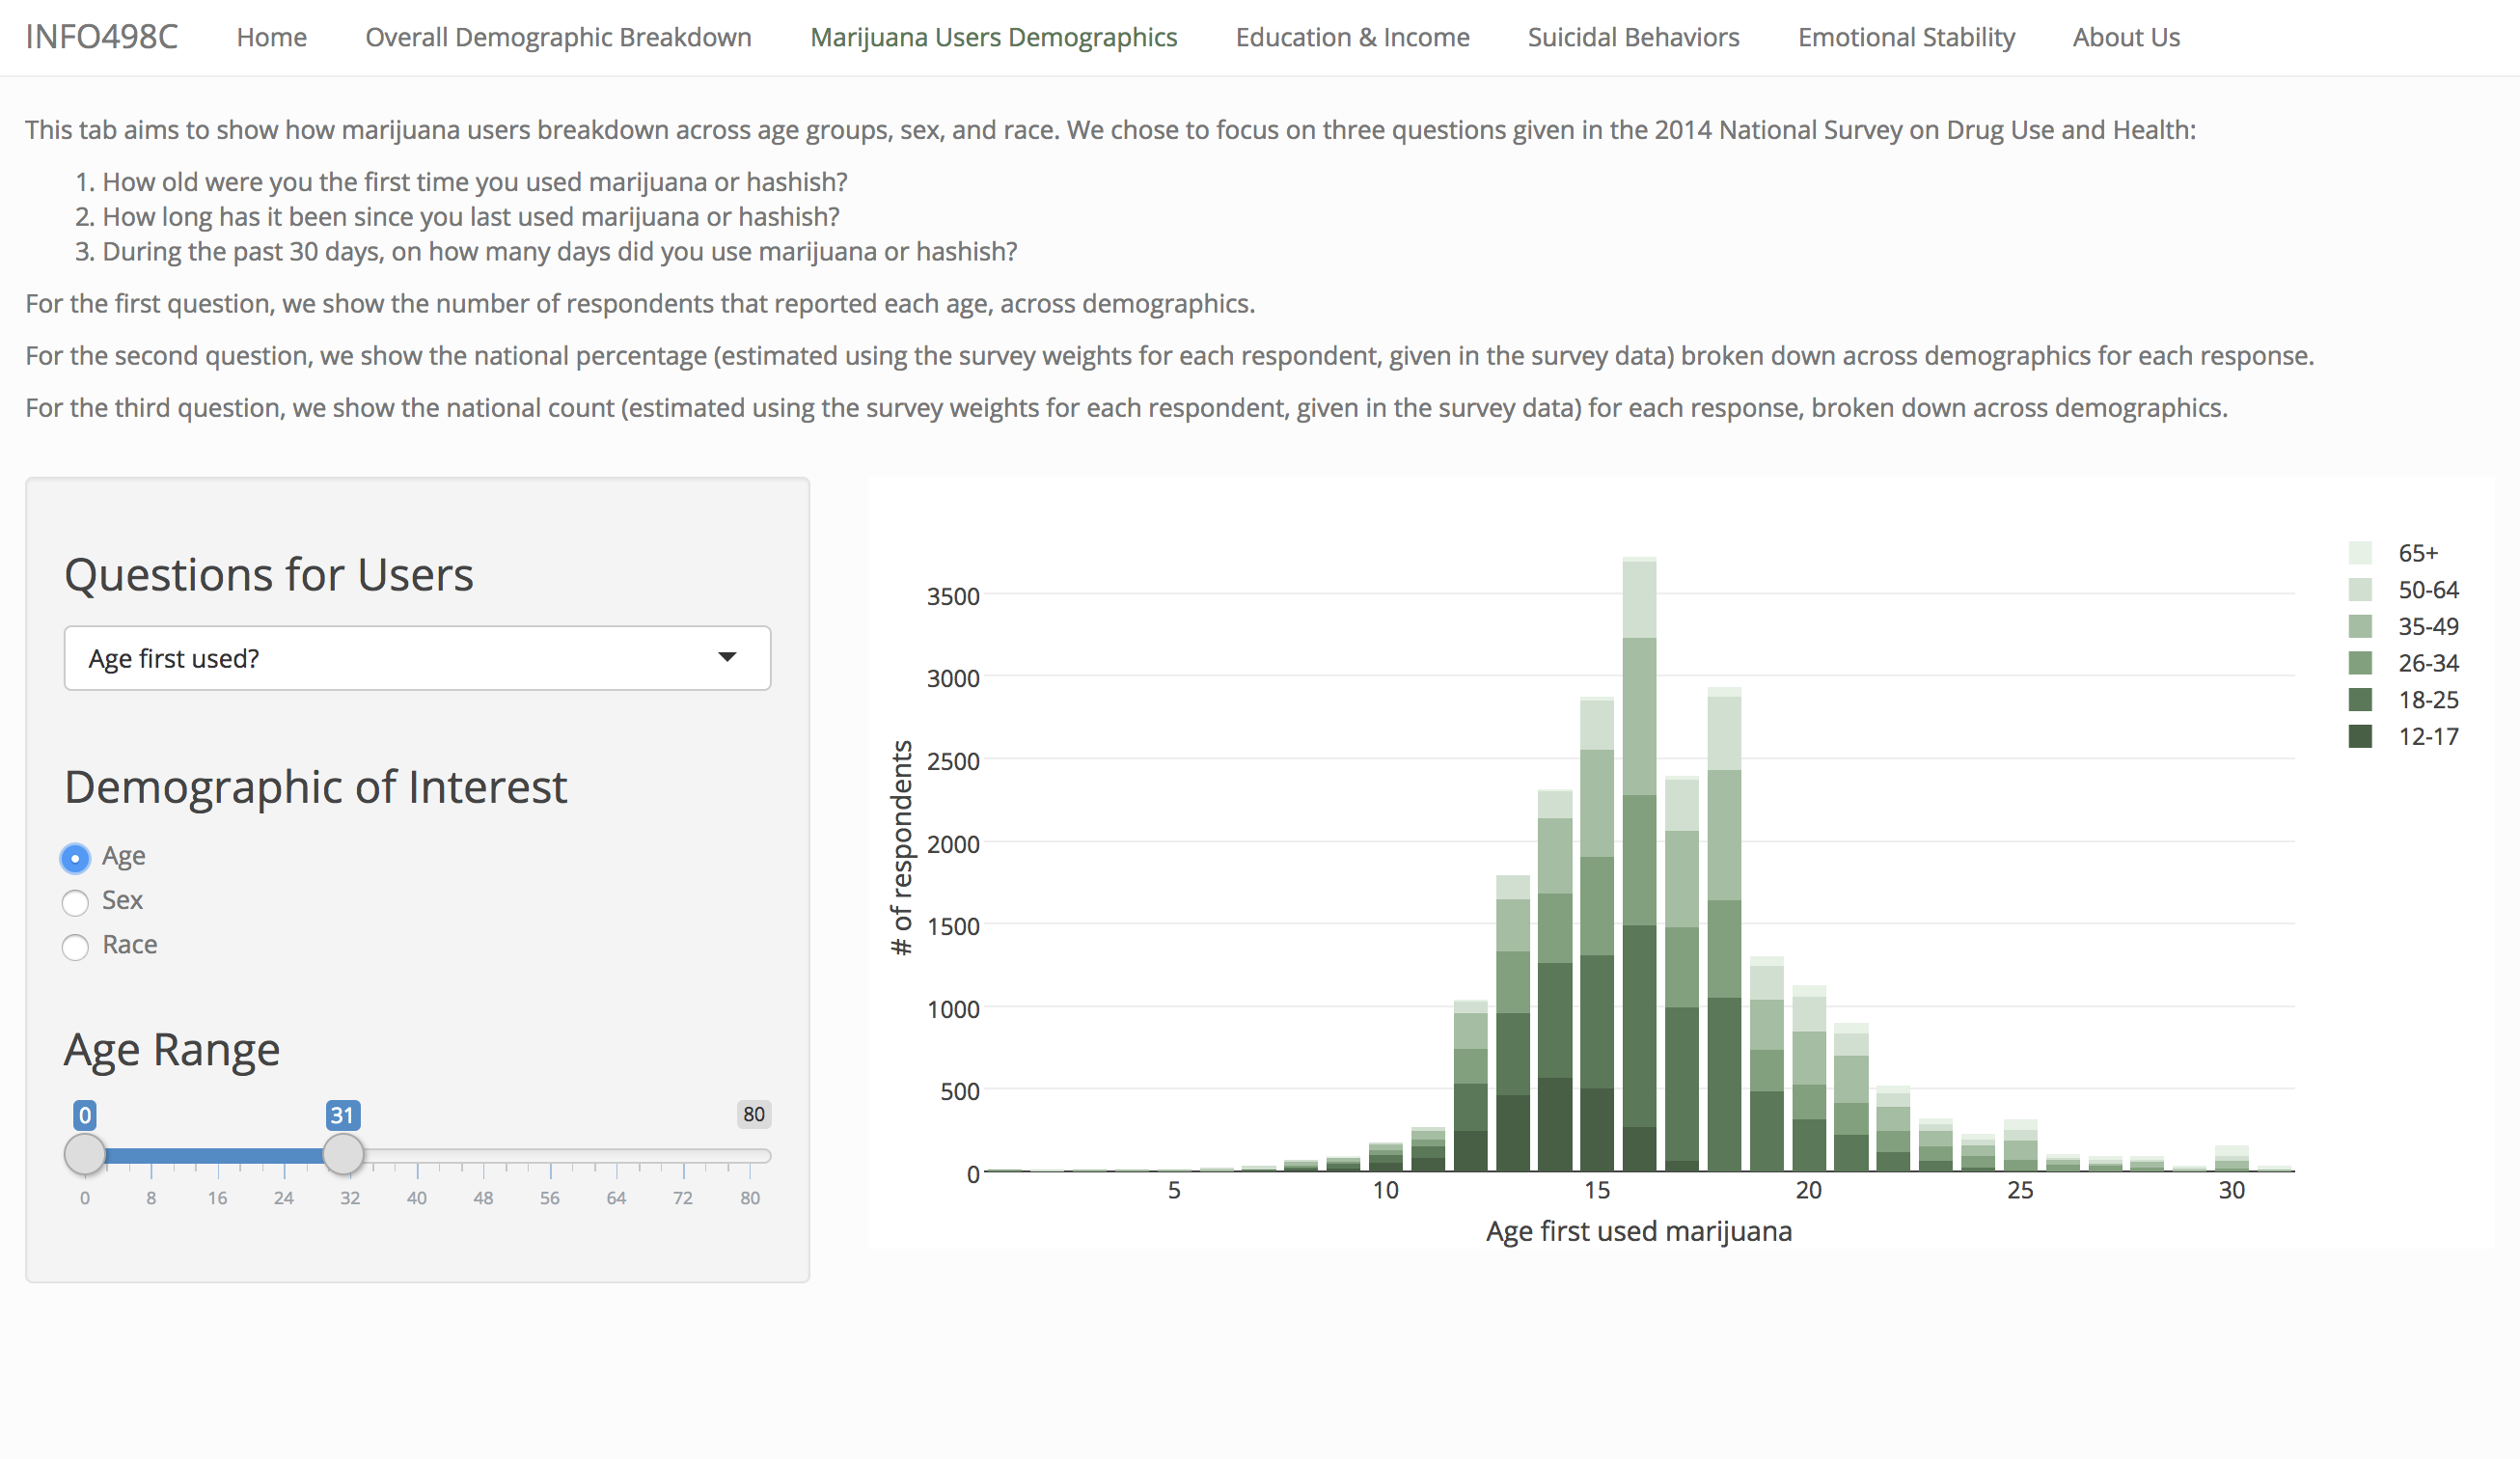 INFO498C Home Overall Demographic Breakdown Marijuana Users Demographics Education & Income Suicidal Behaviors Emotional Stability About Us
This tab aims to show how marijuana users breakdown across age groups, sex, and race. We chose to focus on three questions given in the 2014 National Survey on Drug Use and Health:
1. How old were you the first time you used marijuana or hashish?
2. How long has it been since you last used marijuana or hashish?
3. During the past 30 days, on how many days did you use marijuana or hashish?
For the first question, we show the number of respondents that reported each age, across demographics.
For the second question, we show the national percentage (estimated using the survey weights for each respondent, given in the survey data) broken down across demographics for each response.
For the third question, we show the national count (estimated using the survey weights for each respondent, given in the survey data) for each response, broken down across demographics.
Questions for Users
Age first used?
Demographic of Interest
Age
Sex
Race
Age Range
0 31 80
0 8 16 24 32 40 48 56 64 72 80
# of respondents
3500
3000
2500
2000
1500
1000
500
0
5 10 15 20 25 30
Age first used marijuana
65+
50-64
35-49
26-34
18-25
12-17